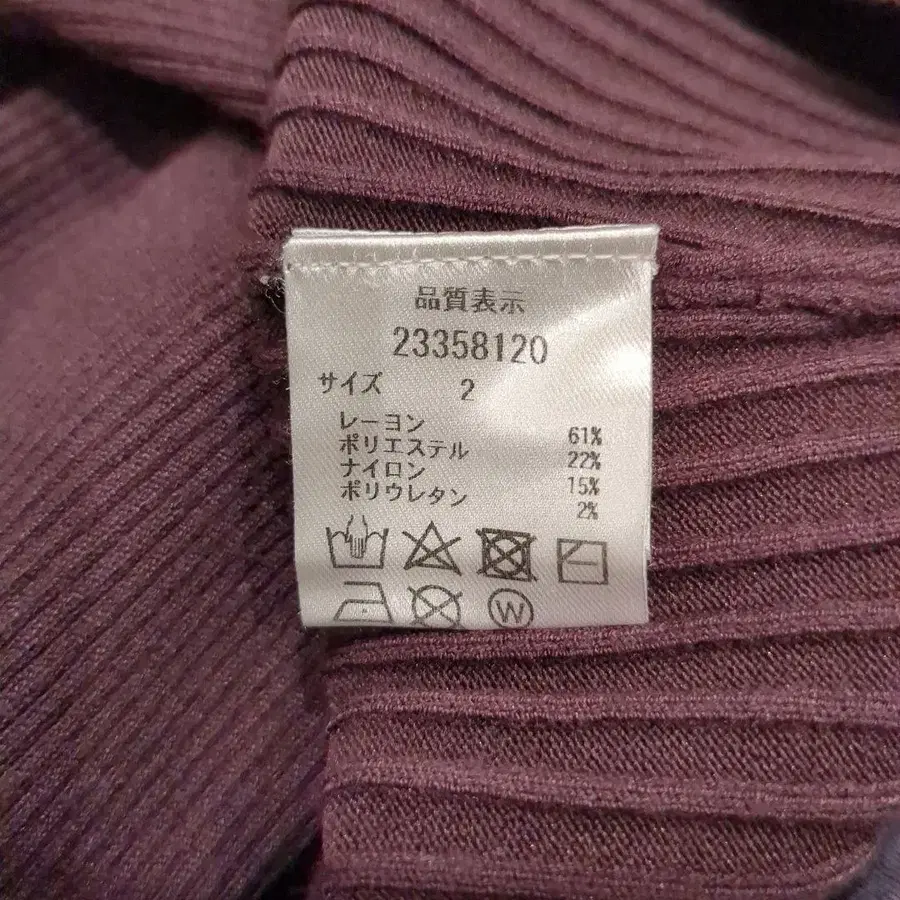 品質表示
23358120
サイズ 2
レーヨン 61%
ポリエステル 22%
ナイロン 15%
ポリウレタン 2%
W